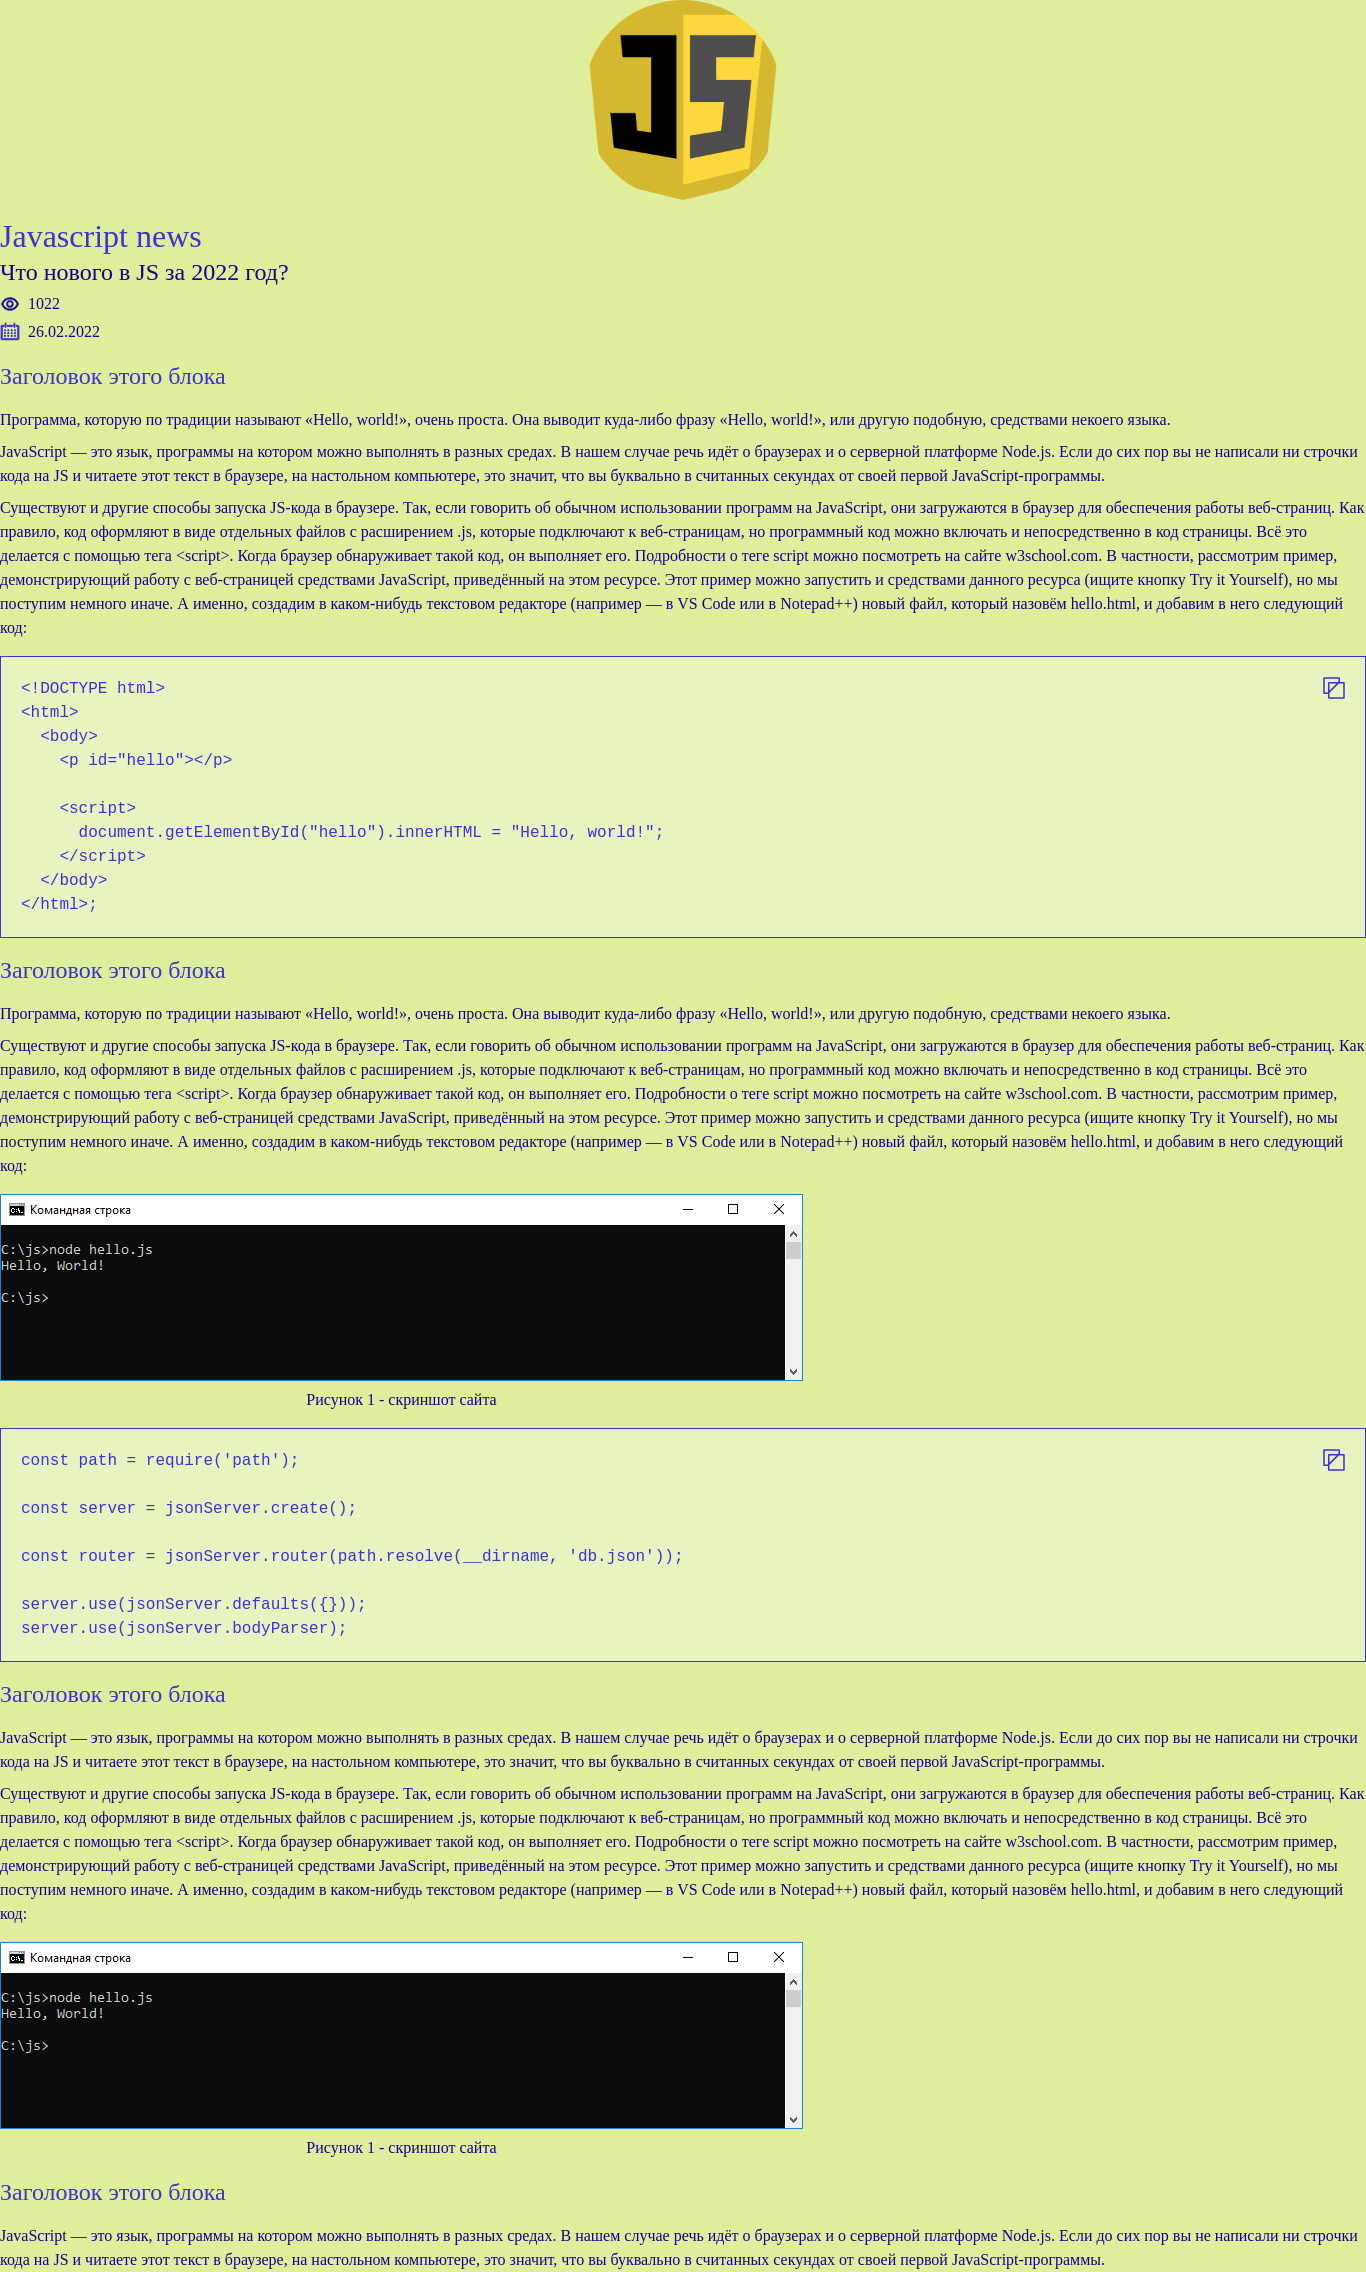 JS
Javascript news
Что нового в JS за 2022 год?
1022
26.02.2022
Заголовок этого блока
Программа, которую по традиции называют «Hello, world!», очень проста. Она выводит куда-либо фразу «Hello, world!», или другую подобную, средствами некоего языка.
JavaScript — это язык, программы на котором можно выполнять в разных средах. В нашем случае речь идёт о браузерах и о серверной платформе Node.js. Если до сих пор вы не написали ни строчки
кода на JS и читаете этот текст в браузере, на настольном компьютере, это значит, что вы буквально в считанных секундах от своей первой JavaScript-программы.
Существуют и другие способы запуска JS-кода в браузере. Так, если говорить об обычном использовании программ на JavaScript, они загружаются в браузер для обеспечения работы веб-страниц. Как
правило, код оформляют в виде отдельных файлов с расширением .js, которые подключают к веб-страницам, но программный код можно включать и непосредственно в код страницы. Всё это
делается с помощью тега <script>. Когда браузер обнаруживает такой код, он выполняет его. Подробности о теге script можно посмотреть на сайте w3school.com. В частности, рассмотрим пример,
демонстрирующий работу с веб-страницей средствами JavaScript, приведённый на этом ресурсе. Этот пример можно запустить и средствами данного ресурса (ищите кнопку Try it Yourself), но мы
поступим немного иначе. А именно, создадим в каком-нибудь текстовом редакторе (например — в VS Code или в Notepad++) новый файл, который назовём hello.html, и добавим в него следующий
код:
<!DOCTYPE html>
<html>
  <body>
    <p id="hello"></p>

    <script>
      document.getElementById("hello").innerHTML = "Hello, world!";
    </script>
  </body>
</html>;
Заголовок этого блока
Программа, которую по традиции называют «Hello, world!», очень проста. Она выводит куда-либо фразу «Hello, world!», или другую подобную, средствами некоего языка.
Существуют и другие способы запуска JS-кода в браузере. Так, если говорить об обычном использовании программ на JavaScript, они загружаются в браузер для обеспечения работы веб-страниц. Как
правило, код оформляют в виде отдельных файлов с расширением .js, которые подключают к веб-страницам, но программный код можно включать и непосредственно в код страницы. Всё это
делается с помощью тега <script>. Когда браузер обнаруживает такой код, он выполняет его. Подробности о теге script можно посмотреть на сайте w3school.com. В частности, рассмотрим пример,
демонстрирующий работу с веб-страницей средствами JavaScript, приведённый на этом ресурсе. Этот пример можно запустить и средствами данного ресурса (ищите кнопку Try it Yourself), но мы
поступим немного иначе. А именно, создадим в каком-нибудь текстовом редакторе (например — в VS Code или в Notepad++) новый файл, который назовём hello.html, и добавим в него следующий
код:
Командная строка
C:\js>node hello.js
Hello, World!
C:\js>
Рисунок 1 - скриншот сайта
const path = require('path');

const server = jsonServer.create();

const router = jsonServer.router(path.resolve(__dirname, 'db.json'));

server.use(jsonServer.defaults({}));
server.use(jsonServer.bodyParser);
Заголовок этого блока
JavaScript — это язык, программы на котором можно выполнять в разных средах. В нашем случае речь идёт о браузерах и о серверной платформе Node.js. Если до сих пор вы не написали ни строчки
кода на JS и читаете этот текст в браузере, на настольном компьютере, это значит, что вы буквально в считанных секундах от своей первой JavaScript-программы.
Существуют и другие способы запуска JS-кода в браузере. Так, если говорить об обычном использовании программ на JavaScript, они загружаются в браузер для обеспечения работы веб-страниц. Как
правило, код оформляют в виде отдельных файлов с расширением .js, которые подключают к веб-страницам, но программный код можно включать и непосредственно в код страницы. Всё это
делается с помощью тега <script>. Когда браузер обнаруживает такой код, он выполняет его. Подробности о теге script можно посмотреть на сайте w3school.com. В частности, рассмотрим пример,
демонстрирующий работу с веб-страницей средствами JavaScript, приведённый на этом ресурсе. Этот пример можно запустить и средствами данного ресурса (ищите кнопку Try it Yourself), но мы
поступим немного иначе. А именно, создадим в каком-нибудь текстовом редакторе (например — в VS Code или в Notepad++) новый файл, который назовём hello.html, и добавим в него следующий
код:
Командная строка
C:\js>node hello.js
Hello, World!
C:\js>
Рисунок 1 - скриншот сайта
Заголовок этого блока
JavaScript — это язык, программы на котором можно выполнять в разных средах. В нашем случае речь идёт о браузерах и о серверной платформе Node.js. Если до сих пор вы не написали ни строчки
кода на JS и читаете этот текст в браузере, на настольном компьютере, это значит, что вы буквально в считанных секундах от своей первой JavaScript-программы.